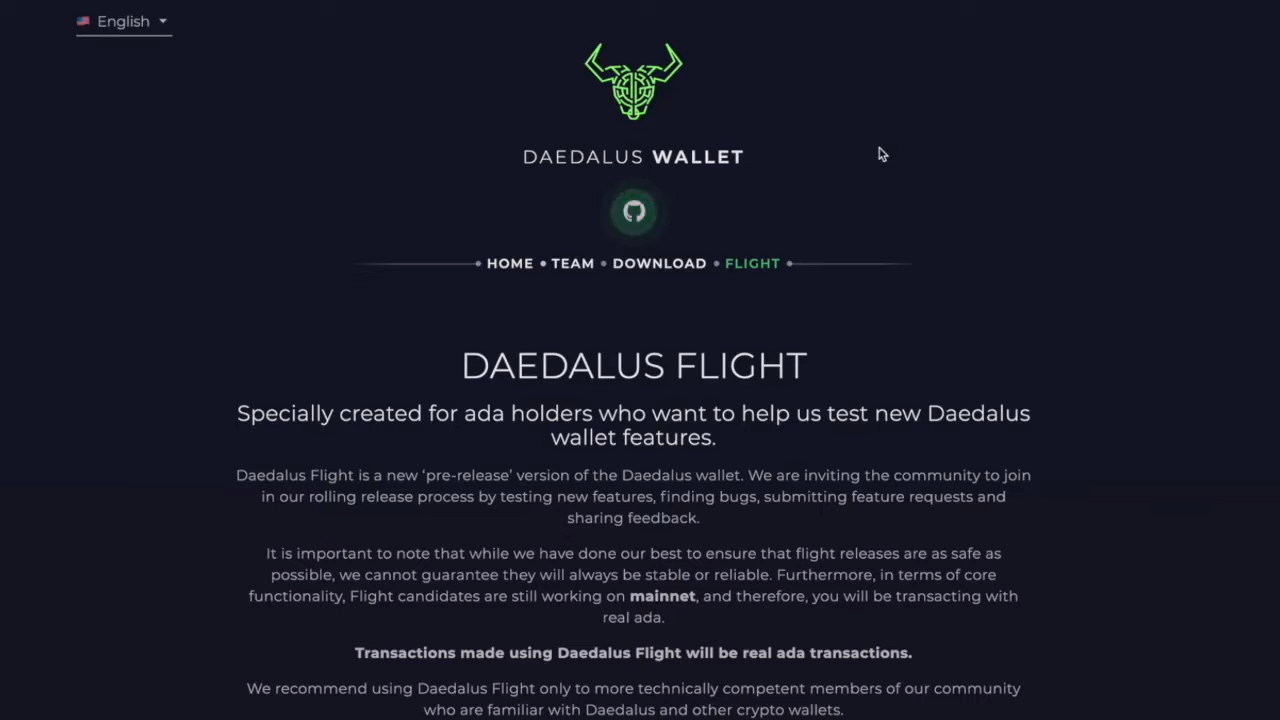 English
DAEDALUS WALLET
HOME • TEAM • DOWNLOAD • FLIGHT
DAEDALUS FLIGHT
Specially created for ada holders who want to help us test new Daedalus
wallet features.
Daedalus Flight is a new ‘pre-release’ version of the Daedalus wallet. We are inviting the community to join
in our rolling release process by testing new features, finding bugs, submitting feature requests and
sharing feedback.
It is important to note that while we have done our best to ensure that flight releases are as safe as
possible, we cannot guarantee they will always be stable or reliable. Furthermore, in terms of core
functionality, Flight candidates are still working on mainnet, and therefore, you will be transacting with
real ada.
Transactions made using Daedalus Flight will be real ada transactions.
We recommend using Daedalus Flight only to more technically competent members of our community
who are familiar with Daedalus and other crypto wallets.